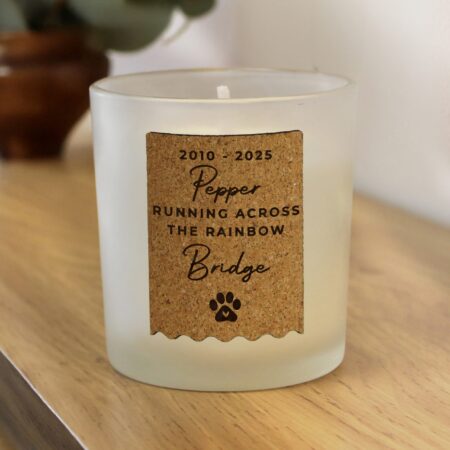 2010 - 2025
Pepper
RUNNING ACROSS
THE RAINBOW
Bridge